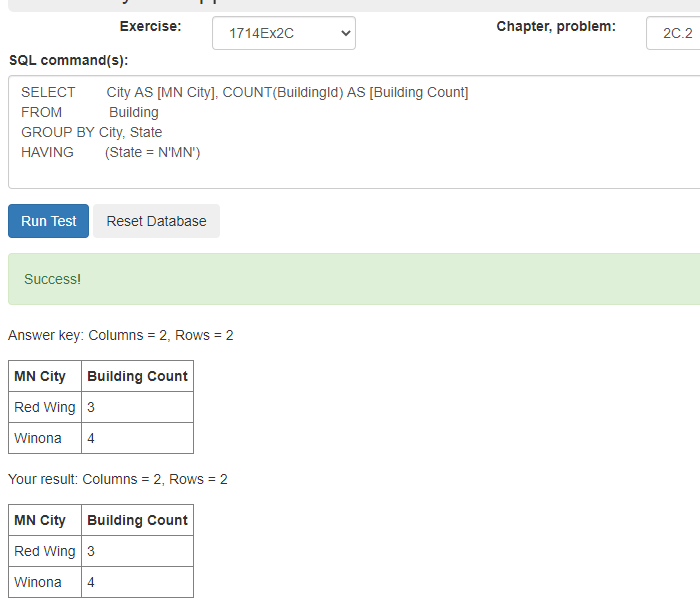 Exercise: 1714Ex2C Chapter, problem: 2C.2
SQL command(s):
SELECT City AS [MN City], COUNT(BuildingId) AS [Building Count]
FROM Building
GROUP BY City, State
HAVING (State = N'MN')
Run Test Reset Database
Success!
Answer key: Columns = 2, Rows = 2
MN City Building Count
Red Wing 3
Winona 4
Your result: Columns = 2, Rows = 2
MN City Building Count
Red Wing 3
Winona 4